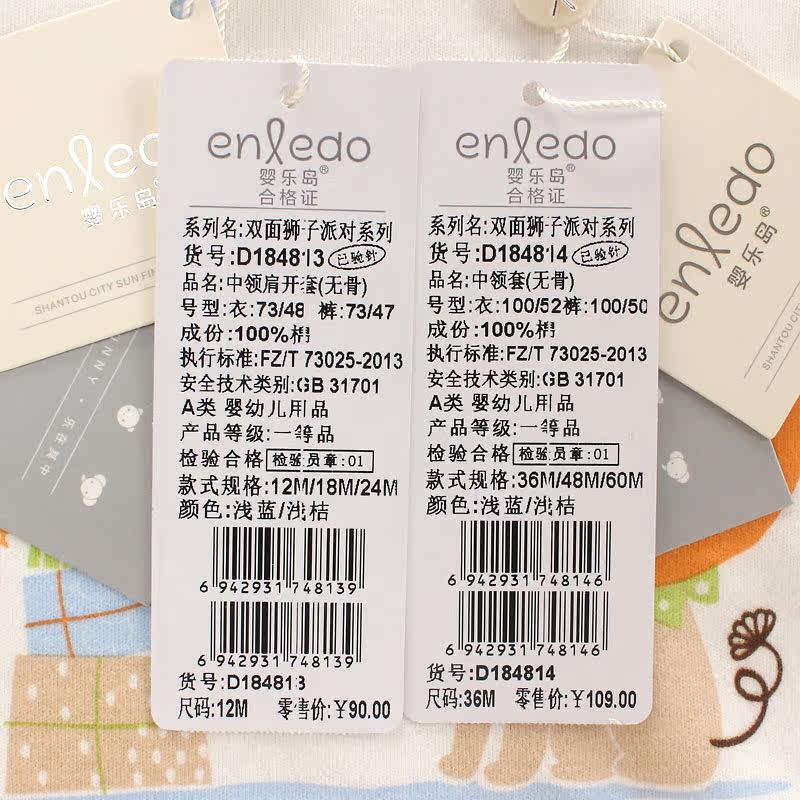 enledo
婴乐岛®
SHANTOU CITY SUN FIN
NNY · 乐在其中
enledo
婴乐岛®
合格证
系列名:双面狮子派对系列
货号:D184813 已验针
品名:中领肩开套(无骨)
号型:衣:73/48 裤:73/47
成份:100%棉
执行标准:FZ/T 73025-2013
安全技术类别:GB 31701
A类 婴幼儿用品
产品等级:一等品
检验合格 检验员章:01
款式规格:12M/18M/24M
颜色:浅蓝/浅桔
6 942931 748139
6 942931 748139
货号:D184813
尺码:12M 零售价:¥90.00
enledo
婴乐岛®
合格证
系列名:双面狮子派对系列
货号:D184814 已验针
品名:中领套(无骨)
号型:衣:100/52裤:100/50
成份:100%棉
执行标准:FZ/T 73025-2013
安全技术类别:GB 31701
A类 婴幼儿用品
产品等级:一等品
检验合格 检验员章:01
款式规格:36M/48M/60M
颜色:浅蓝/浅桔
6 942931 748146
6 942931 748146
货号:D184814
尺码:36M 零售价:¥109.00
enledo
婴乐岛®
SHANTOU CITY